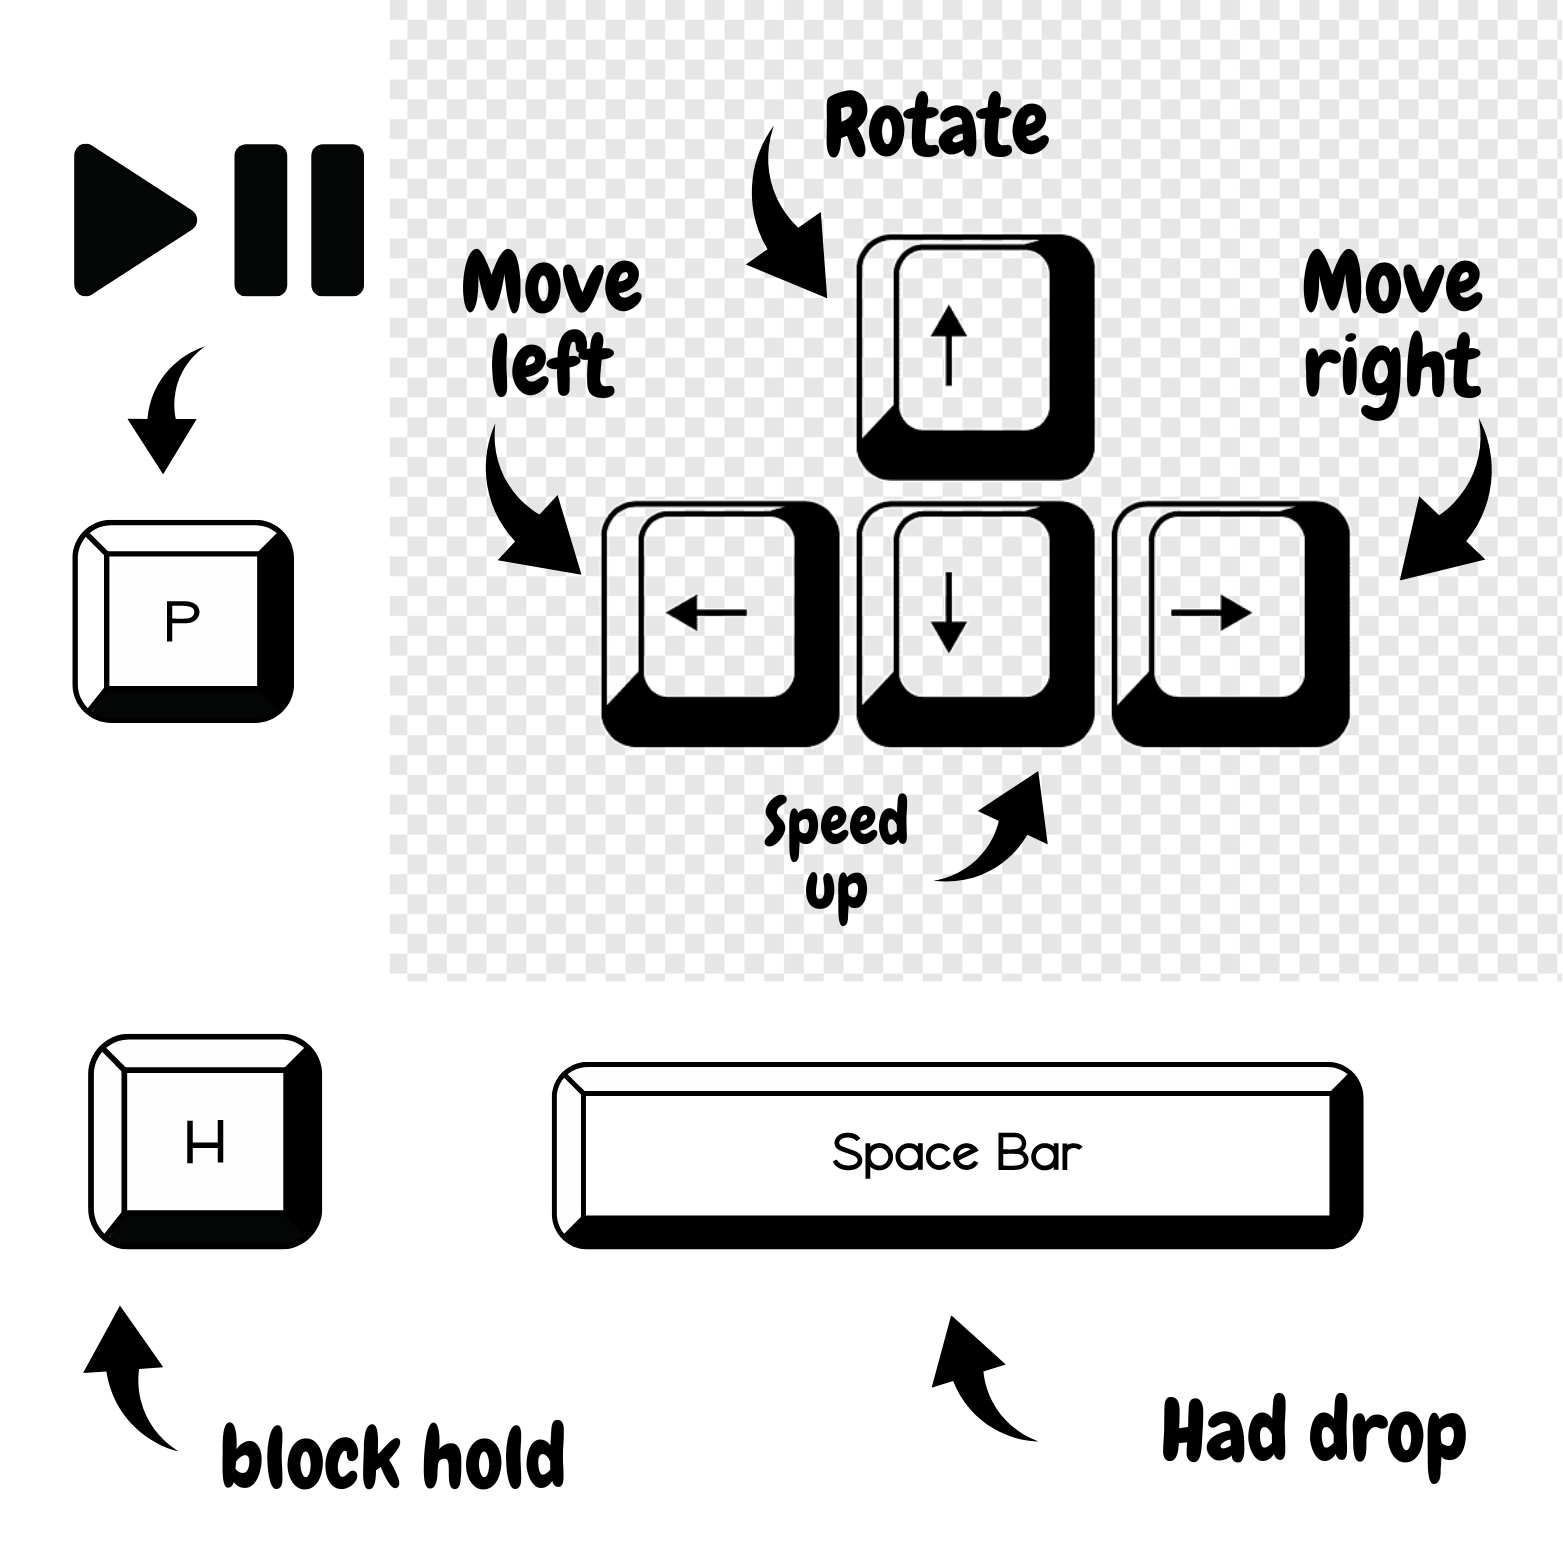 Rotate
Move
left
Move
right
P
Speed
up
H
Space Bar
block hold
Had drop